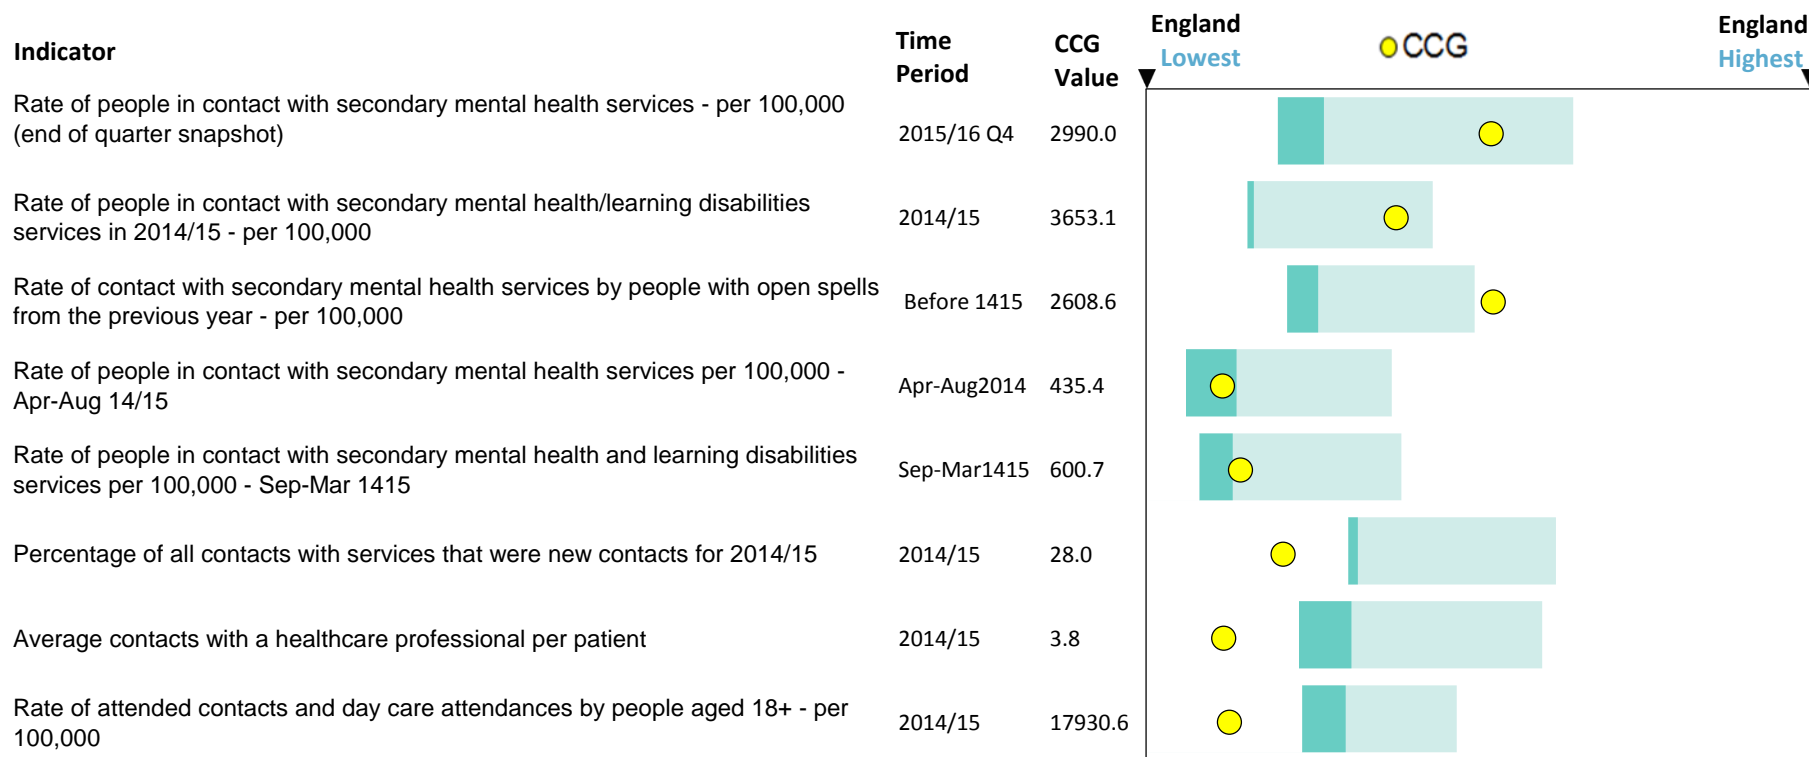 Indicator
Time
Period
CCG
Value
England
Lowest
CCG
England
Highest
Rate of people in contact with secondary mental health services - per 100,000
(end of quarter snapshot)
2015/16 Q4
2990.0
Rate of people in contact with secondary mental health/learning disabilities
services in 2014/15 - per 100,000
2014/15
3653.1
Rate of contact with secondary mental health services by people with open spells
from the previous year - per 100,000
Before 1415
2608.6
Rate of people in contact with secondary mental health services per 100,000 -
Apr-Aug 14/15
Apr-Aug2014
435.4
Rate of people in contact with secondary mental health and learning disabilities
services per 100,000 - Sep-Mar 1415
Sep-Mar1415
600.7
Percentage of all contacts with services that were new contacts for 2014/15
2014/15
28.0
Average contacts with a healthcare professional per patient
2014/15
3.8
Rate of attended contacts and day care attendances by people aged 18+ - per
100,000
2014/15
17930.6